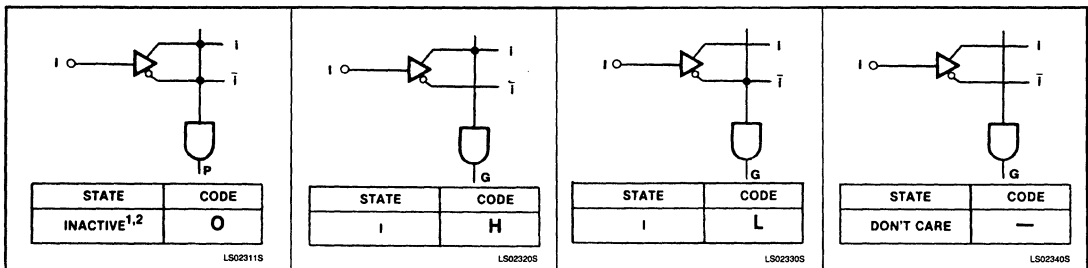 I
I
Ī
P
STATE CODE
INACTIVE1,2 O
LS02311S
I
I
Ī
G
STATE CODE
I H
LS02320S
I
I
Ī
G
STATE CODE
I L
LS02330S
I
I
Ī
G
STATE CODE
DON'T CARE —
LS02340S